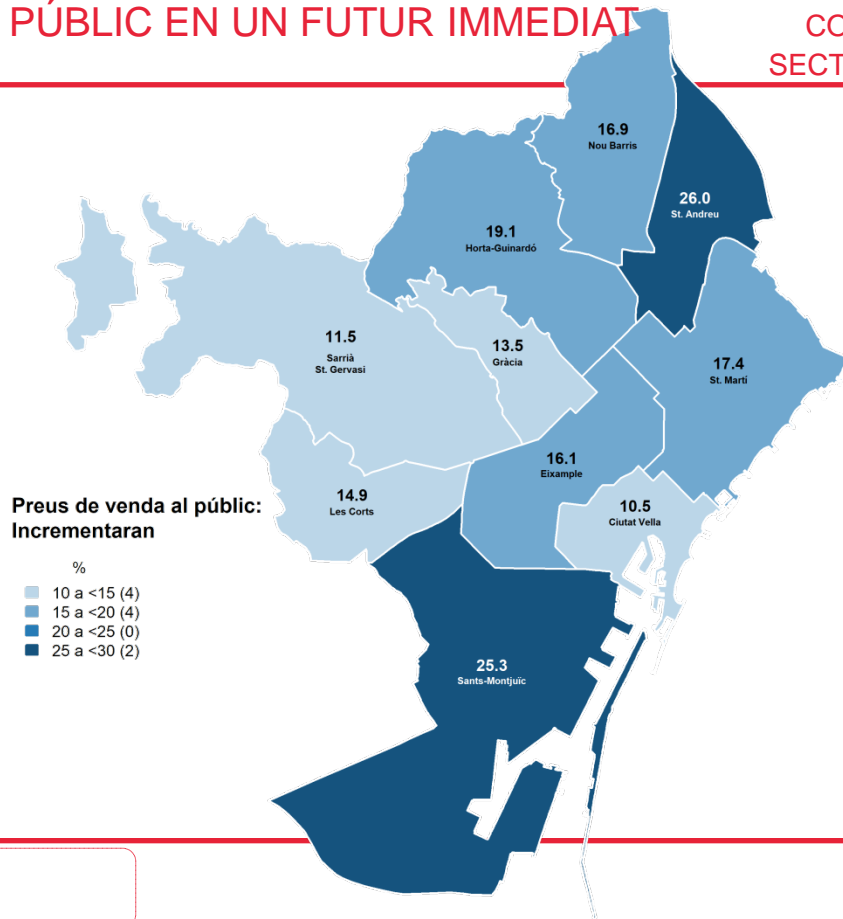 PÚBLIC EN UN FUTUR IMMEDIAT
16.9
Nou Barris
26.0
St. Andreu
19.1
Horta-Guinardó
11.5
Sarrià
St. Gervasi
13.5
Gràcia
17.4
St. Martí
16.1
Eixample
14.9
Les Corts
10.5
Ciutat Vella
25.3
Sants-Montjuïc
Preus de venda al públic:
Incrementaran
%
10 a <15 (4)
15 a <20 (4)
20 a <25 (0)
25 a <30 (2)